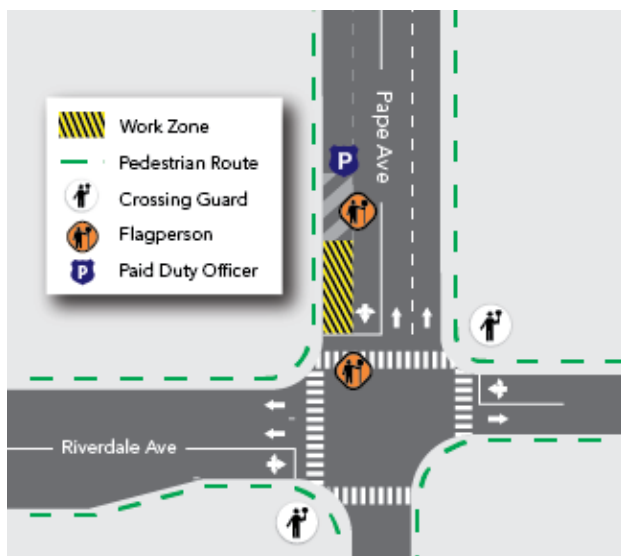 Work Zone
Pedestrian Route
Crossing Guard
Flagperson
P Paid Duty Officer
Pape Ave
P
Riverdale Ave